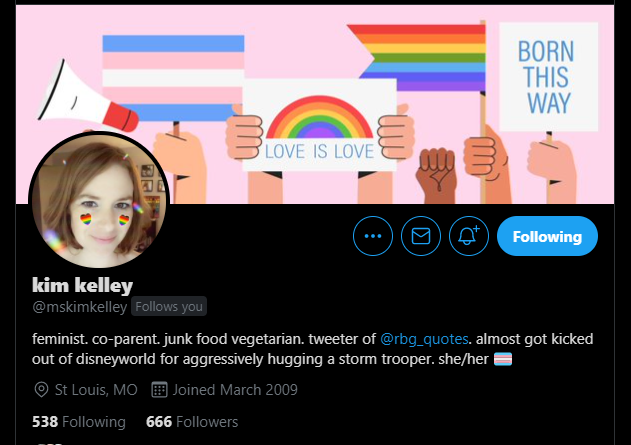 BORN
THIS
WAY
LOVE IS LOVE
Following
kim kelley
@mskimkelley Follows you
feminist. co-parent. junk food vegetarian. tweeter of @rbg_quotes. almost got kicked
out of disneyworld for aggressively hugging a storm trooper. she/her
St Louis, MO Joined March 2009
538 Following 666 Followers